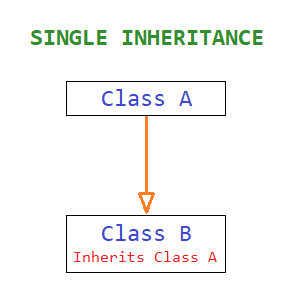 SINGLE INHERITANCE
Class A
Class B
Inherits Class A